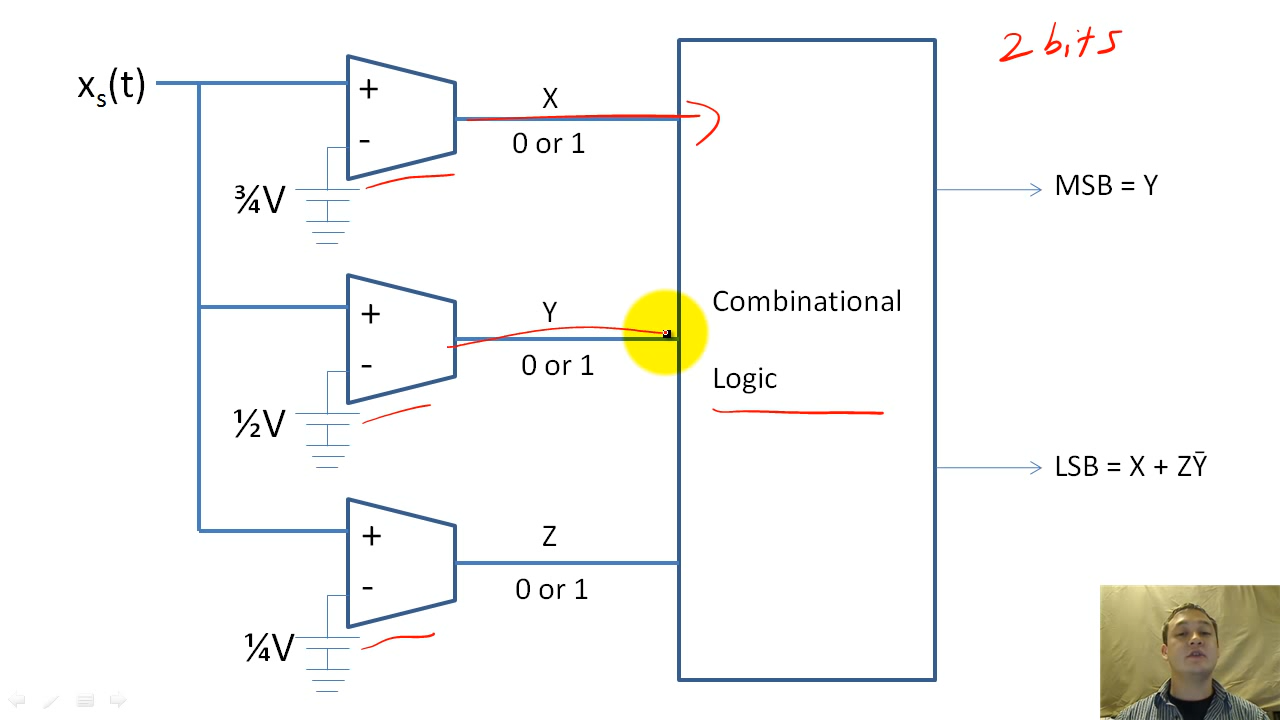 2 bits
xₛ(t)
+
-
X
0 or 1
¾V
MSB = Y
+
-
Y
0 or 1
½V
Combinational
Logic
+
-
Z
0 or 1
¼V
LSB = X + ZȲ